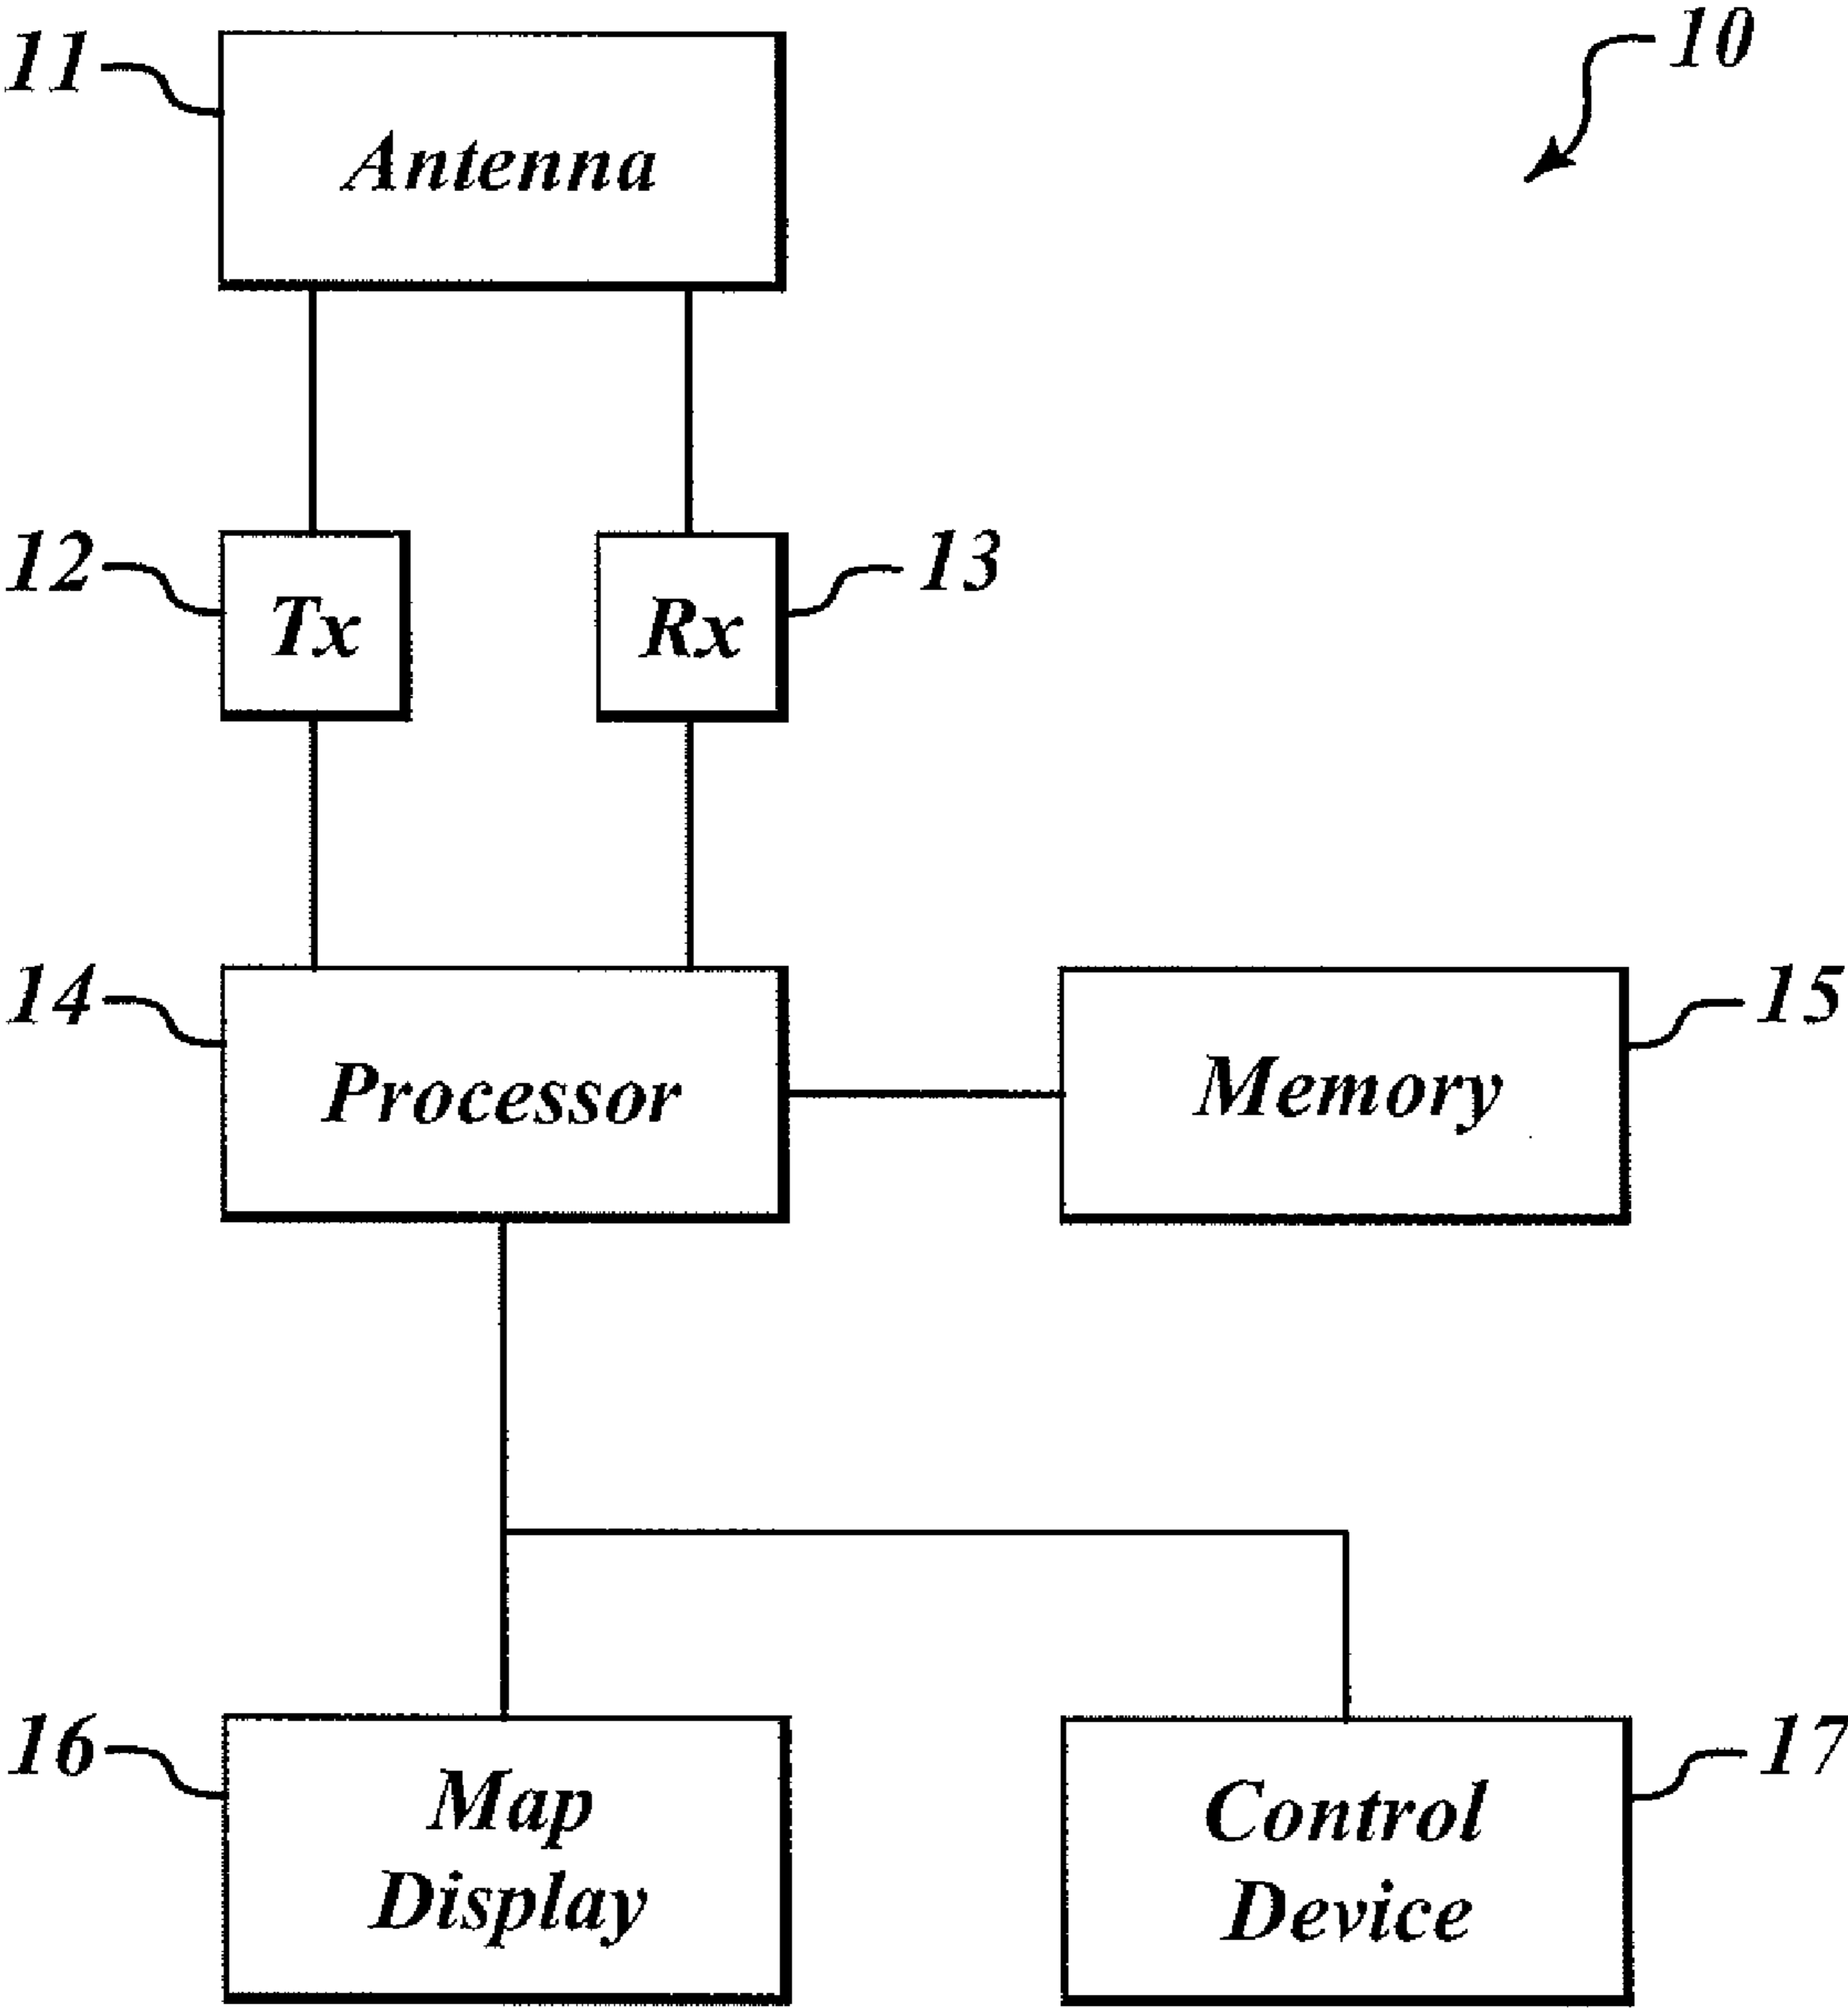 10
11
Antenna
12
Tx
Rx
13
14
Processor
Memory
15
16
Map
Display
Control
Device
17